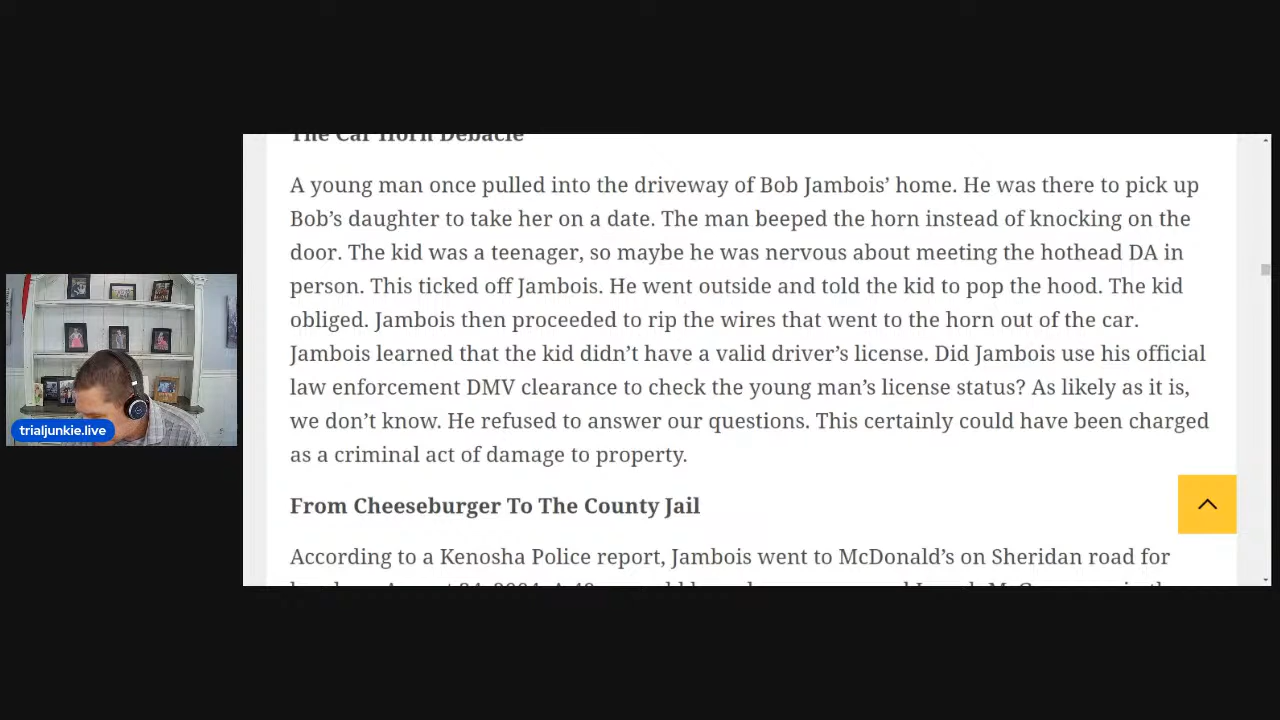 The Car Horn Debacle
A young man once pulled into the driveway of Bob Jambois’ home. He was there to pick up
Bob’s daughter to take her on a date. The man beeped the horn instead of knocking on the
door. The kid was a teenager, so maybe he was nervous about meeting the hothead DA in
person. This ticked off Jambois. He went outside and told the kid to pop the hood. The kid
obliged. Jambois then proceeded to rip the wires that went to the horn out of the car.
Jambois learned that the kid didn’t have a valid driver’s license. Did Jambois use his official
law enforcement DMV clearance to check the young man’s license status? As likely as it is,
we don’t know. He refused to answer our questions. This certainly could have been charged
as a criminal act of damage to property.
From Cheeseburger To The County Jail
According to a Kenosha Police report, Jambois went to McDonald’s on Sheridan road for
trialjunkie.live